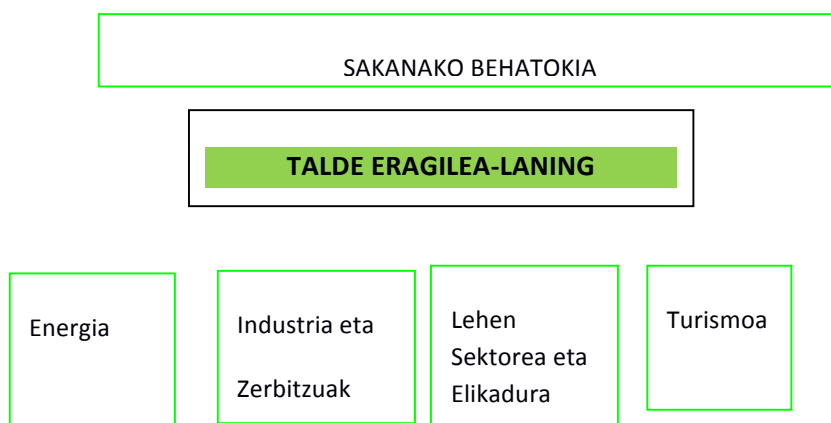 SAKANAKO BEHATOKIA
TALDE ERAGILEA-LANING
Energia
Industria eta
Zerbitzuak
Lehen
Sektorea eta
Elikadura
Turismoa